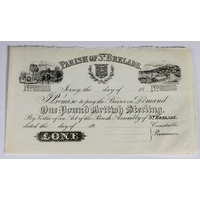 PARISH OF ST. BRELADE.
Jersey, the day of 18
No No
I Promise to pay the Bearer on Demand
One Pound British Sterling,
By Virtue of an Act of the Parish Assembly of ST. BRELADE,
dated the day of 18 Constable
£ONE